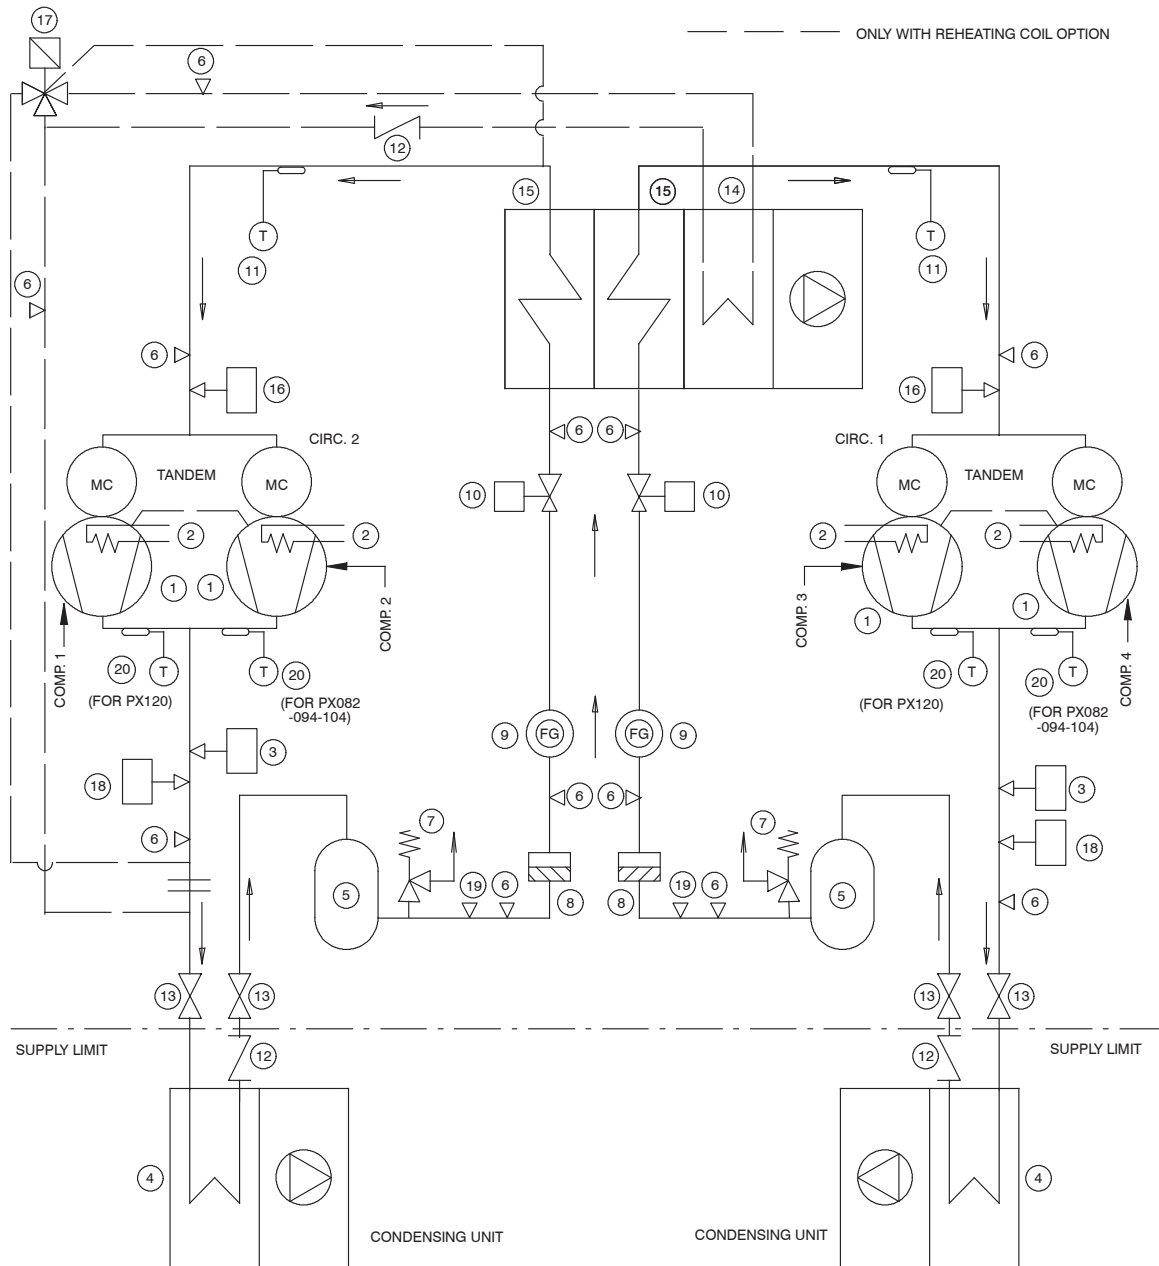 17
ONLY WITH REHEATING COIL OPTION
6
12
15
15
14
T
11
T
11
6
6
6
16
16
6
6
CIRC. 2
CIRC. 1
MC
TANDEM
MC
MC
TANDEM
MC
10
10
2
2
2
2
1
1
1
1
COMP. 1
COMP. 2
COMP. 3
COMP. 4
20
T
T
20
20
T
T
20
(FOR PX120)
(FOR PX082
-094-104)
(FOR PX120)
(FOR PX082
-094-104)
9
FG
FG
9
3
18
3
6
6
6
7
7
18
5
19
6
8
8
19
6
5
6
13
13
13
13
SUPPLY LIMIT
12
12
SUPPLY LIMIT
4
4
CONDENSING UNIT
CONDENSING UNIT